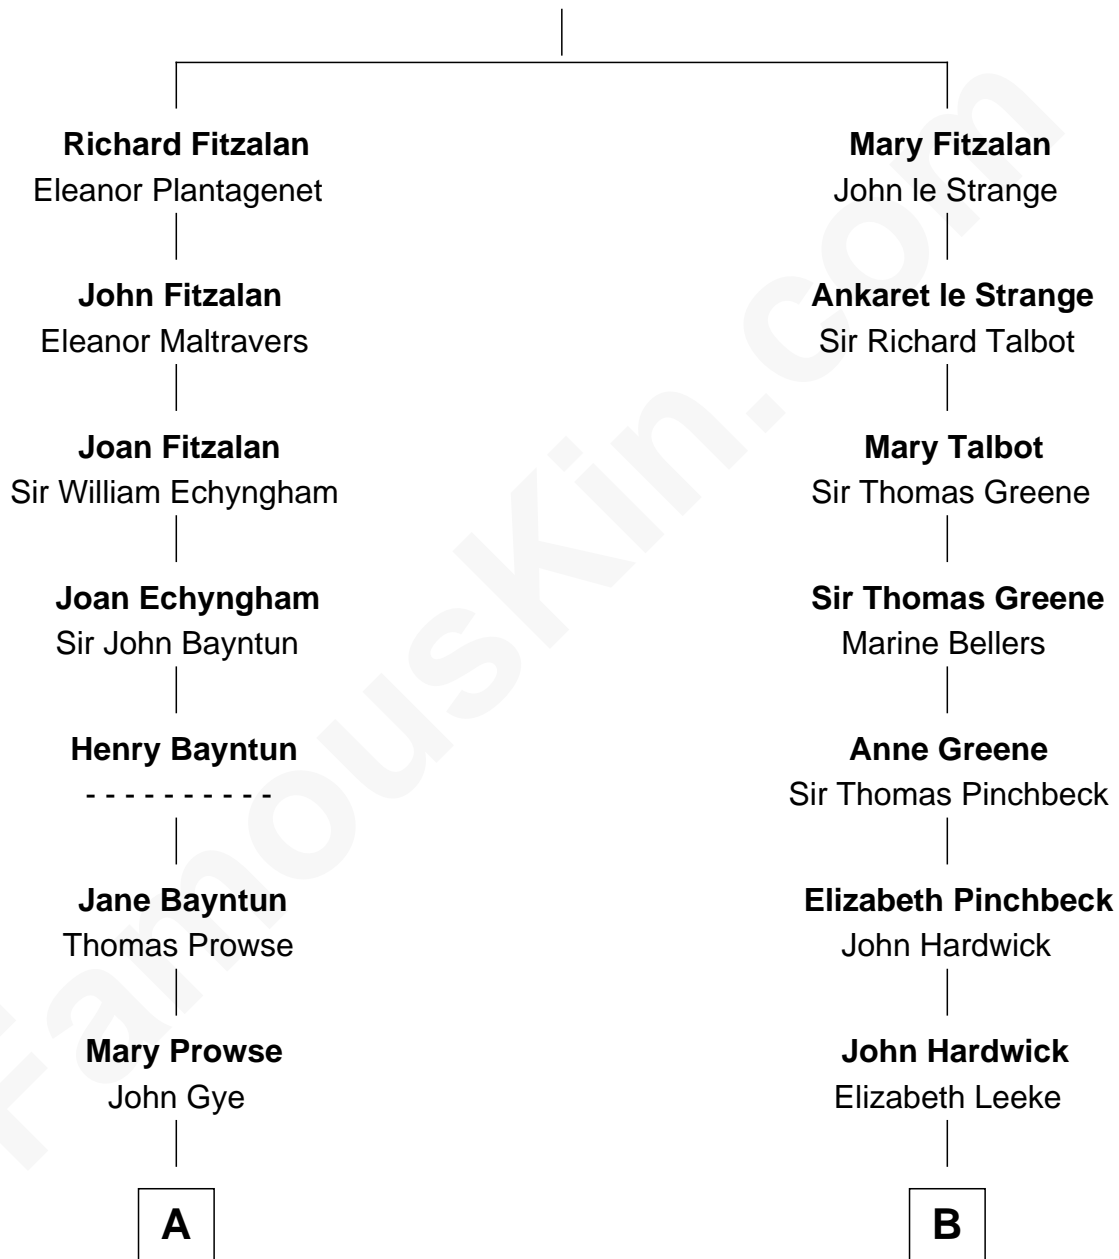 Richard Fitzalan
Eleanor Plantagenet
John Fitzalan
Eleanor Maltravers
Joan Fitzalan
Sir William Echyngham
Joan Echyngham
Sir John Bayntun
Henry Bayntun
- - - - - - - - - -
Jane Bayntun
Thomas Prowse
Mary Prowse
John Gye
A
Mary Fitzalan
John le Strange
Ankaret le Strange
Sir Richard Talbot
Mary Talbot
Sir Thomas Greene
Sir Thomas Greene
Marine Bellers
Anne Greene
Sir Thomas Pinchbeck
Elizabeth Pinchbeck
John Hardwick
John Hardwick
Elizabeth Leeke
B
FamousKin.com